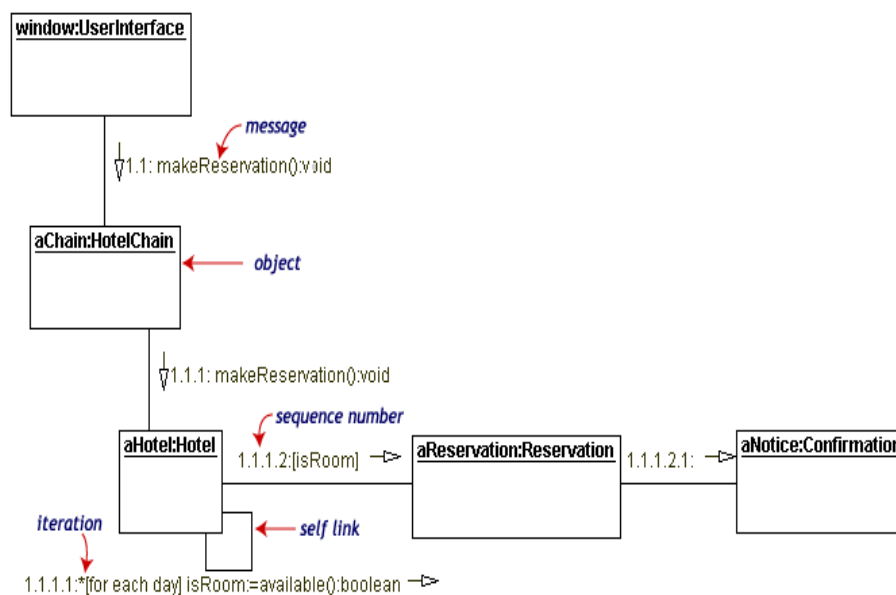 window:UserInterface
message
1.1: makeReservation():void
aChain:HotelChain
object
1.1.1: makeReservation():void
sequence number
aHotel:Hotel
1.1.1.2:[isRoom]
aReservation:Reservation
1.1.1.2.1:
aNotice:Confirmation
iteration
self link
1.1.1.1:*[for each day] isRoom:=available():boolean